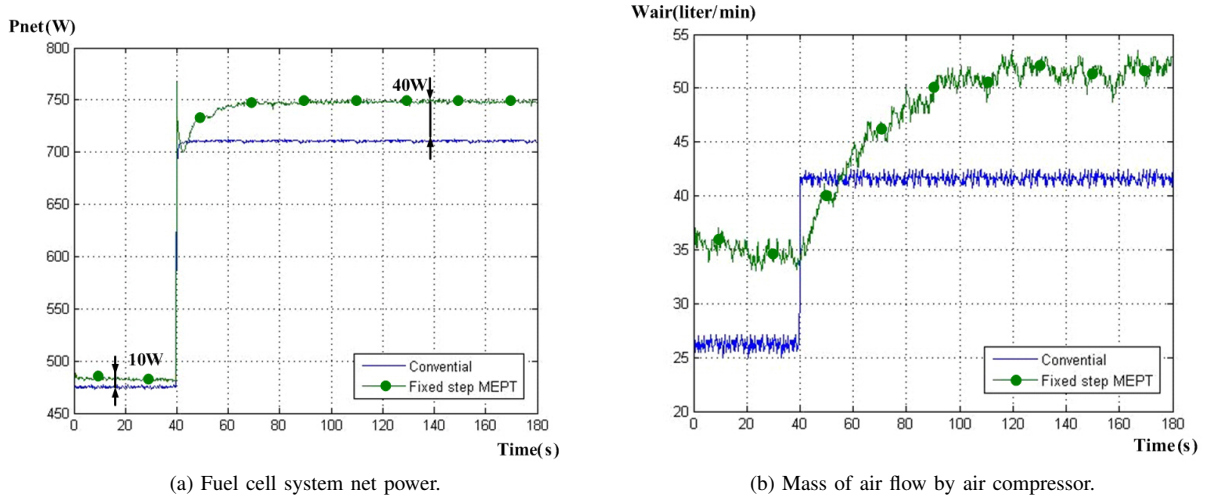 Pnet(W)
800
750
700
650
600
550
500
450
0 20 40 60 80 100 120 140 160 180
40W
10W
Convential
Fixed step MEPT
Time(s)
(a) Fuel cell system net power.
Wair(liter/min)
55
50
45
40
35
30
25
20
0 20 40 60 80 100 120 140 160 180
Convential
Fixed step MEPT
Time(s)
(b) Mass of air flow by air compressor.